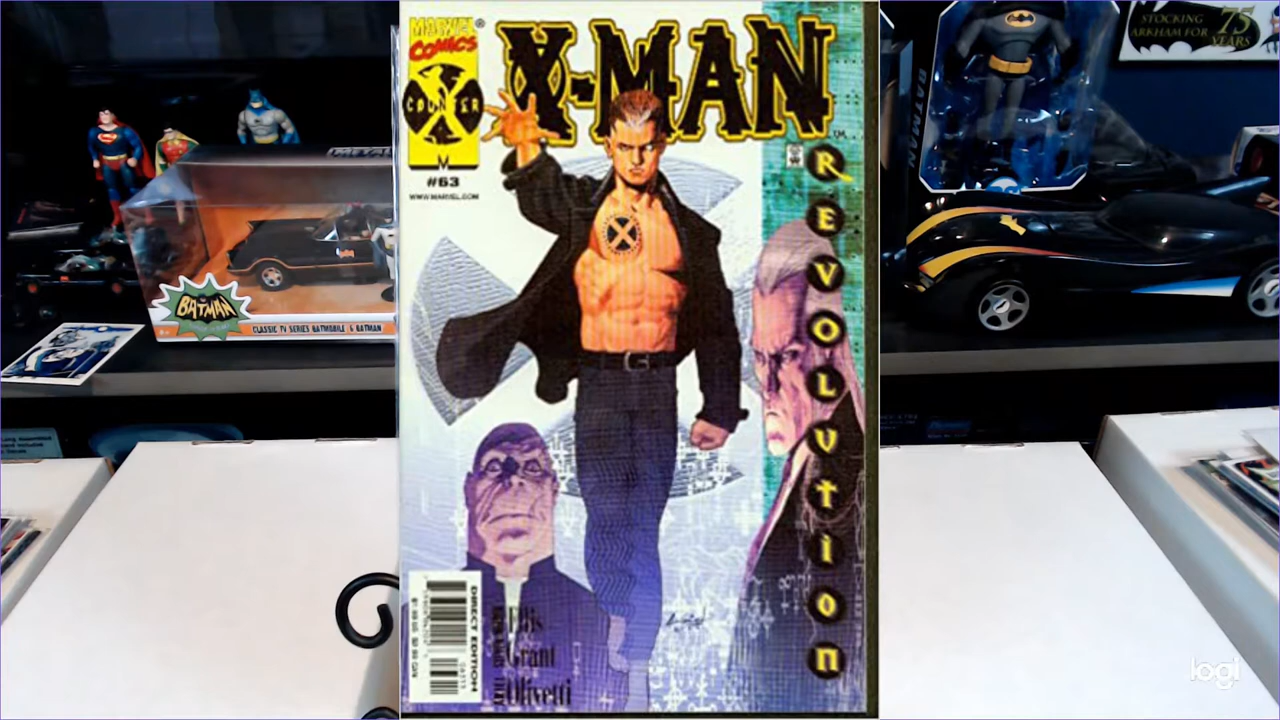 MARVEL®
COMICS
COUNTER
X
M
#63
WWW.MARVEL.COM
X-MAN
TM
REVOLUTION
DIRECT EDITION
Ellis
Grant
Olivetti
BATMAN
CLASSIC TV SERIES BATMOBILE & BATMAN
BATMAN
STOCKING
ARKHAM FOR
75
YEARS
logi